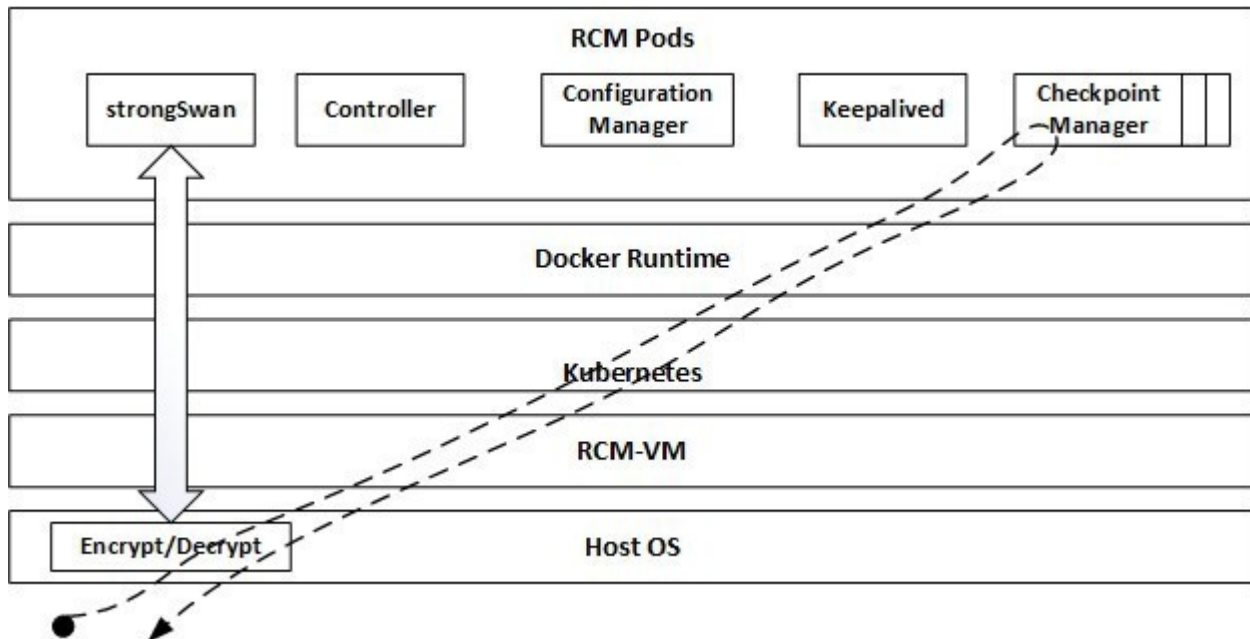 RCM Pods
strongSwan
Controller
Configuration
Manager
Keepalived
Checkpoint
Manager
Docker Runtime
Kubernetes
RCM-VM
Encrypt/Decrypt
Host OS